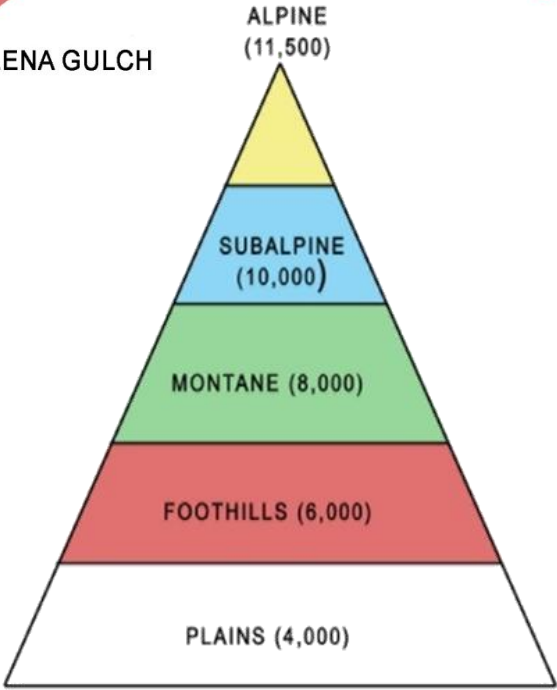 ALPINE
(11,500)
ENA GULCH
SUBALPINE
(10,000)
MONTANE (8,000)
FOOTHILLS (6,000)
PLAINS (4,000)